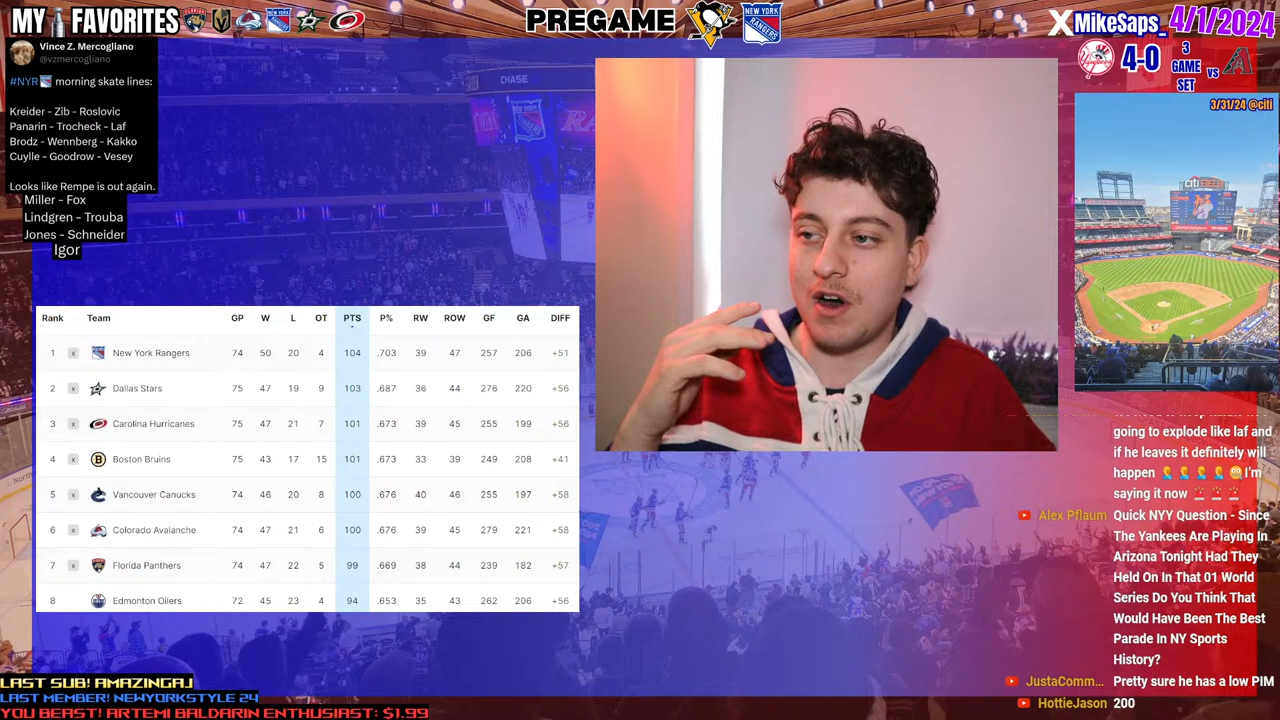 MY FAVORITES
PREGAME
X MikeSaps_ 4/1/2024
Vince Z. Mercogliano
@vzmercogliano
#NYR morning skate lines:
Kreider - Zib - Roslovic
Panarin - Trocheck - Laf
Brodz - Wennberg - Kakko
Cuylle - Goodrow - Vesey
Looks like Rempe is out again.
Miller - Fox
Lindgren - Trouba
Jones - Schneider
Igor
NEW YORK RANGERS
CHASE
4-0
3
GAME
SET
vs
3/31/24 @citi
citi FIELD
Rank Team GP W L OT PTS P% RW ROW GF GA DIFF
1 x New York Rangers 74 50 20 4 104 .703 39 47 257 206 +51
2 x Dallas Stars 75 47 19 9 103 .687 36 44 276 220 +56
3 x Carolina Hurricanes 75 47 21 7 101 .673 39 45 255 199 +56
4 x Boston Bruins 75 43 17 15 101 .673 33 39 249 208 +41
5 x Vancouver Canucks 74 46 20 8 100 .676 40 46 255 197 +58
6 x Colorado Avalanche 74 47 21 6 100 .676 39 45 279 221 +58
7 x Florida Panthers 74 47 22 5 99 .669 38 44 239 182 +57
8 x Edmonton Oilers 72 45 23 4 94 .653 35 43 262 206 +56
going to explode like laf and
if he leaves it definitely will
happen 🤦🤦🤦🤦 I'm
saying it now
Alex Pflaum Quick NYY Question - Since
The Yankees Are Playing In
Arizona Tonight Had They
Held On In That 01 World
Series Do You Think That
Would Have Been The Best
Parade In NY Sports
History?
JustaComm... Pretty sure he has a low PIM
HottieJason 200
LAST SUB! AMAZINGAJ
LAST MEMBER! NEWYORKSTYLE 24
YOU BEAST! ARTEMI BALDARIN ENTHUSIAST: $1.99